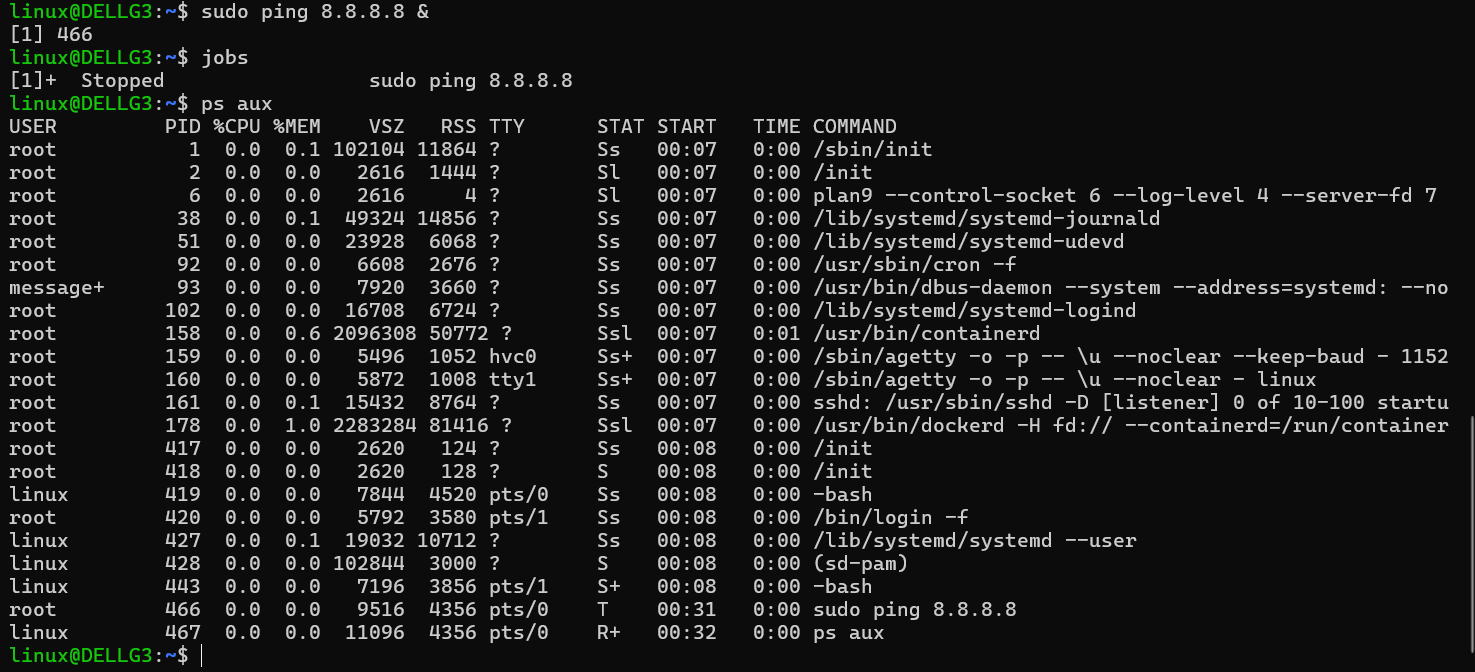 linux@DELLG3:~$ sudo ping 8.8.8.8 &
[1] 466
linux@DELLG3:~$ jobs
[1]+  Stopped                 sudo ping 8.8.8.8
linux@DELLG3:~$ ps aux
USER         PID %CPU %MEM    VSZ   RSS TTY      STAT START   TIME COMMAND
root           1  0.0  0.1 102104 11864 ?        Ss   00:07   0:00 /sbin/init
root           2  0.0  0.0   2616  1444 ?        Sl   00:07   0:00 /init
root           6  0.0  0.0   2616     4 ?        Sl   00:07   0:00 plan9 --control-socket 6 --log-level 4 --server-fd 7
root          38  0.0  0.1  49324 14856 ?        Ss   00:07   0:00 /lib/systemd/systemd-journald
root          51  0.0  0.0  23928  6068 ?        Ss   00:07   0:00 /lib/systemd/systemd-udevd
root          92  0.0  0.0   6608  2676 ?        Ss   00:07   0:00 /usr/sbin/cron -f
message+      93  0.0  0.0   7920  3660 ?        Ss   00:07   0:00 /usr/bin/dbus-daemon --system --address=systemd: --no
root         102  0.0  0.0  16708  6724 ?        Ss   00:07   0:00 /lib/systemd/systemd-logind
root         158  0.0  0.6 2096308 50772 ?       Ssl  00:07   0:01 /usr/bin/containerd
root         159  0.0  0.0   5496  1052 hvc0     Ss+  00:07   0:00 /sbin/agetty -o -p -- \u --noclear --keep-baud - 1152
root         160  0.0  0.0   5872  1008 tty1     Ss+  00:07   0:00 /sbin/agetty -o -p -- \u --noclear - linux
root         161  0.0  0.1  15432  8764 ?        Ss   00:07   0:00 sshd: /usr/sbin/sshd -D [listener] 0 of 10-100 startu
root         178  0.0  1.0 2283284 81416 ?       Ssl  00:07   0:00 /usr/bin/dockerd -H fd:// --containerd=/run/container
root         417  0.0  0.0   2620   124 ?        Ss   00:08   0:00 /init
root         418  0.0  0.0   2620   128 ?        S    00:08   0:00 /init
linux        419  0.0  0.0   7844  4520 pts/0    Ss   00:08   0:00 -bash
root         420  0.0  0.0   5792  3580 pts/1    Ss   00:08   0:00 /bin/login -f
linux        427  0.0  0.1  19032 10712 ?        Ss   00:08   0:00 /lib/systemd/systemd --user
linux        428  0.0  0.0 102844  3000 ?        S    00:08   0:00 (sd-pam)
linux        443  0.0  0.0   7196  3856 pts/1    S+   00:08   0:00 -bash
root         466  0.0  0.0   9516  4356 pts/0    T    00:31   0:00 sudo ping 8.8.8.8
linux        467  0.0  0.0  11096  4356 pts/0    R+   00:32   0:00 ps aux
linux@DELLG3:~$